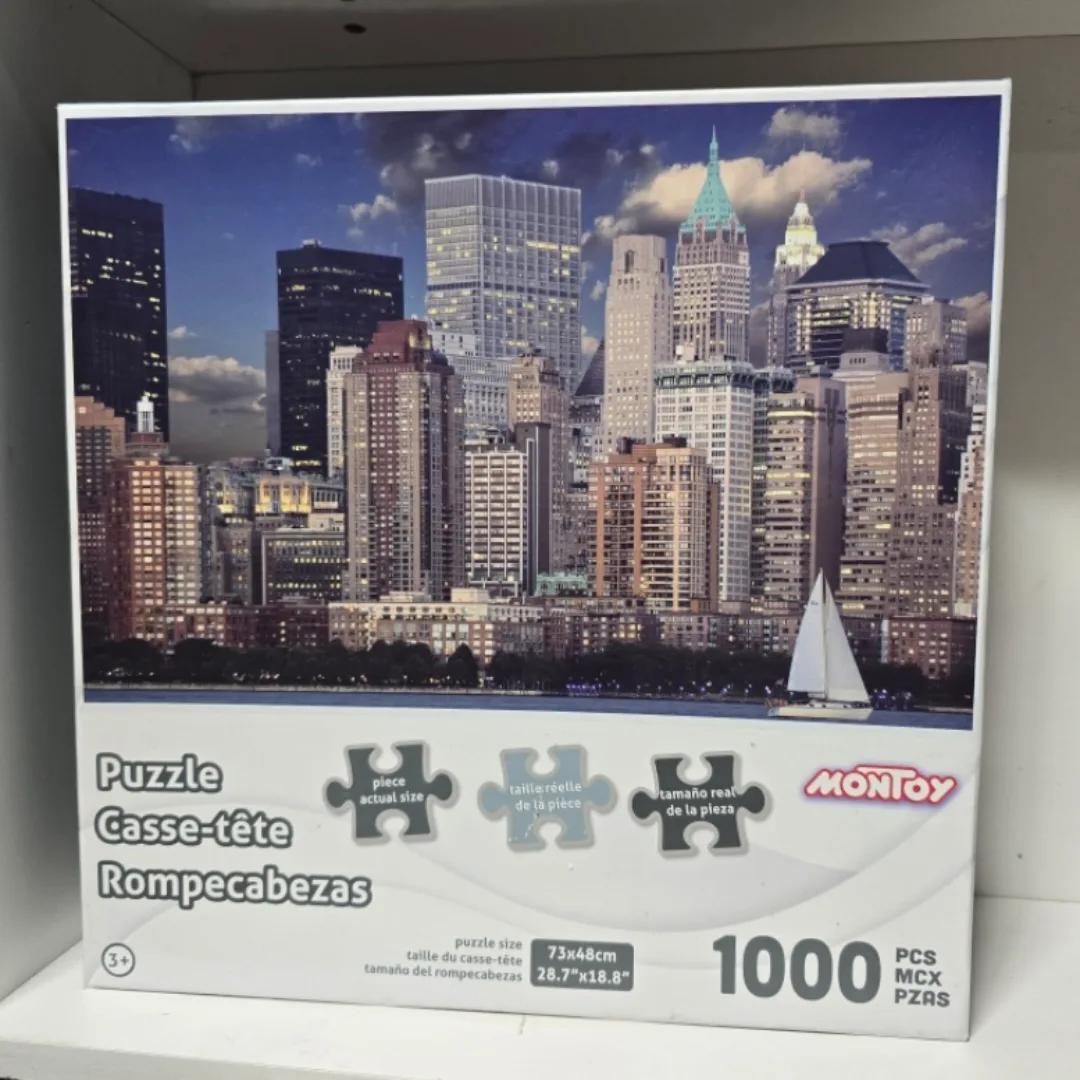 Puzzle
Casse-tête
Rompecabezas
piece
actual size
taille réelle
de la pièce
tamaño real
de la pieza
MONTOY
3+
puzzle size
taille du casse-tête
tamaño del rompecabezas
73x48cm
28.7"x18.8"
1000
PCS
MCX
PZAS